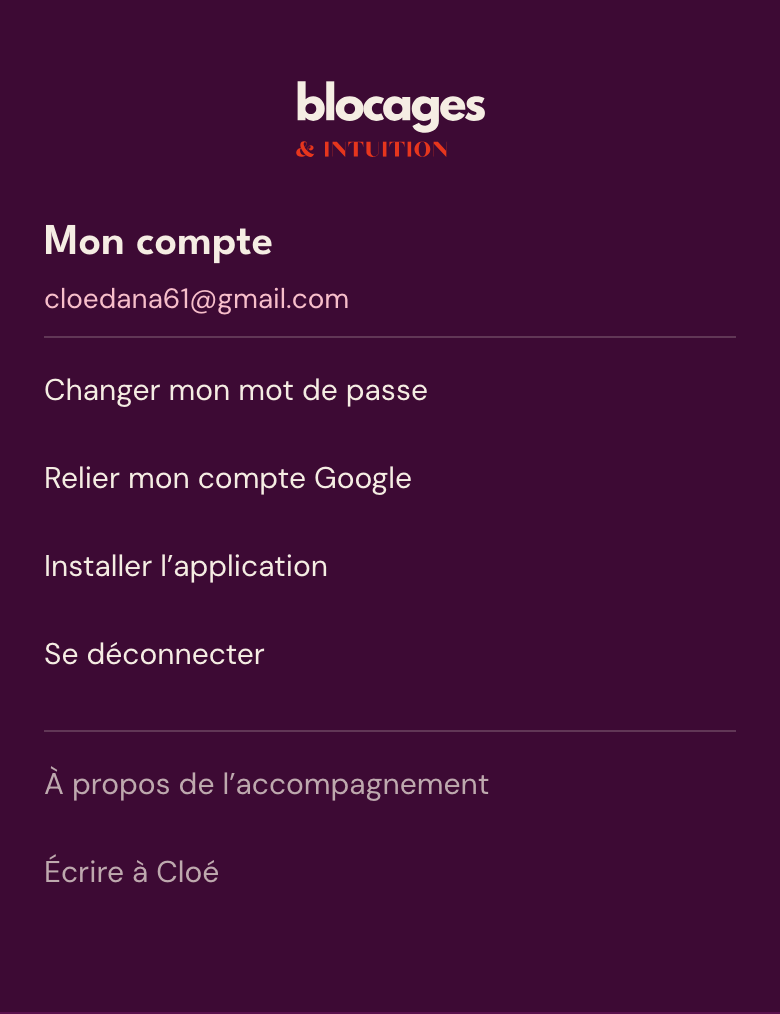 blocages
& INTUITION
Mon compte
cloedana61@gmail.com
Changer mon mot de passe
Relier mon compte Google
Installer l’application
Se déconnecter
À propos de l’accompagnement
Écrire à Cloé